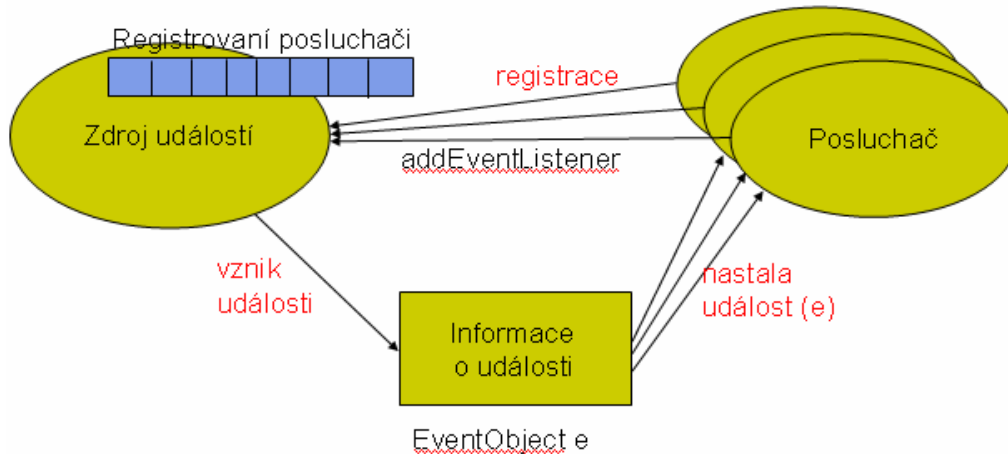 Registrovaní posluchači
registrace
Zdroj událostí
Posluchač
addEventListener
vznik
události
nastala
událost (e)
Informace
o události
EventObject e